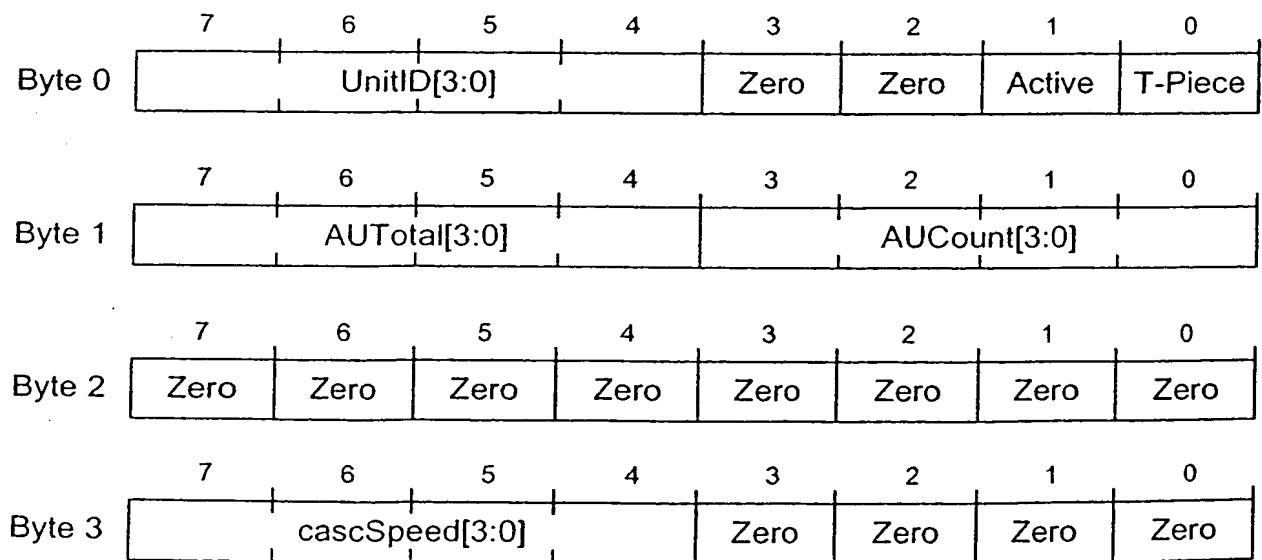 7 6 5 4 3 2 1 0
Byte 0 UnitID[3:0] Zero Zero Active T-Piece
7 6 5 4 3 2 1 0
Byte 1 AUTotal[3:0] AUCount[3:0]
7 6 5 4 3 2 1 0
Byte 2 Zero Zero Zero Zero Zero Zero Zero Zero
7 6 5 4 3 2 1 0
Byte 3 cascSpeed[3:0] Zero Zero Zero Zero